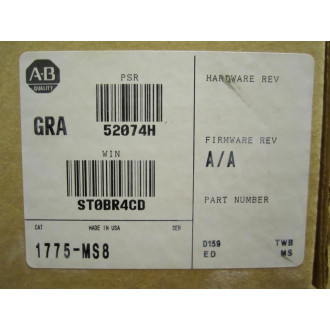 A-B
QUALITY
GRA
PSR
52074H
WIN
ST0BR4CD
CAT
MADE IN USA
SER
1775-MS8
HARDWARE REV
FIRMWARE REV
A/A
PART NUMBER
D159 TWB
ED MS